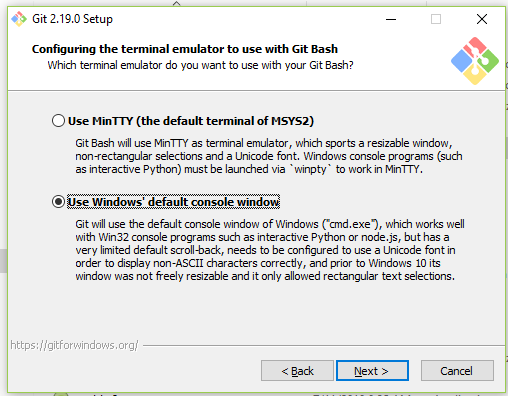 Git 2.19.0 Setup
Configuring the terminal emulator to use with Git Bash
Which terminal emulator do you want to use with your Git Bash?
Use MinTTY (the default terminal of MSYS2)
Git Bash will use MinTTY as terminal emulator, which sports a resizable window,
non-rectangular selections and a Unicode font. Windows console programs (such
as interactive Python) must be launched via `winpty` to work in MinTTY.
Use Windows' default console window
Git will use the default console window of Windows ("cmd.exe"), which works well
with Win32 console programs such as interactive Python or node.js, but has a
very limited default scroll-back, needs to be configured to use a Unicode font in
order to display non-ASCII characters correctly, and prior to Windows 10 its
window was not freely resizable and it only allowed rectangular text selections.
https://gitforwindows.org/
< Back
Next >
Cancel